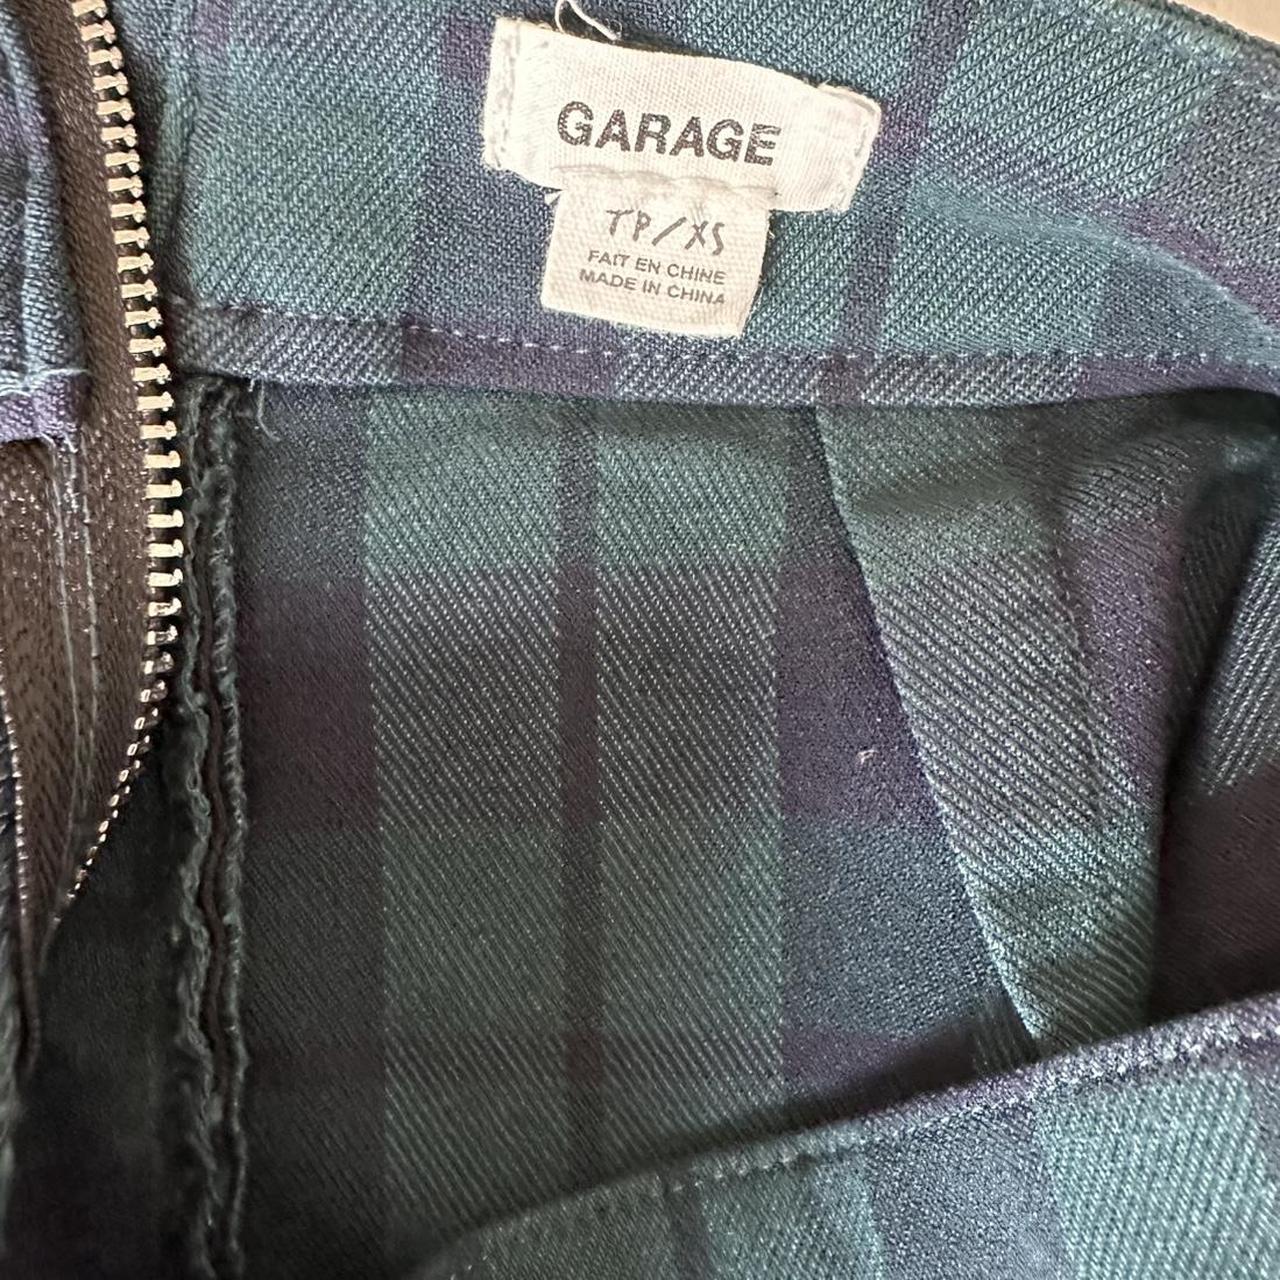 GARAGE
TP/XS
FAIT EN CHINE
MADE IN CHINA